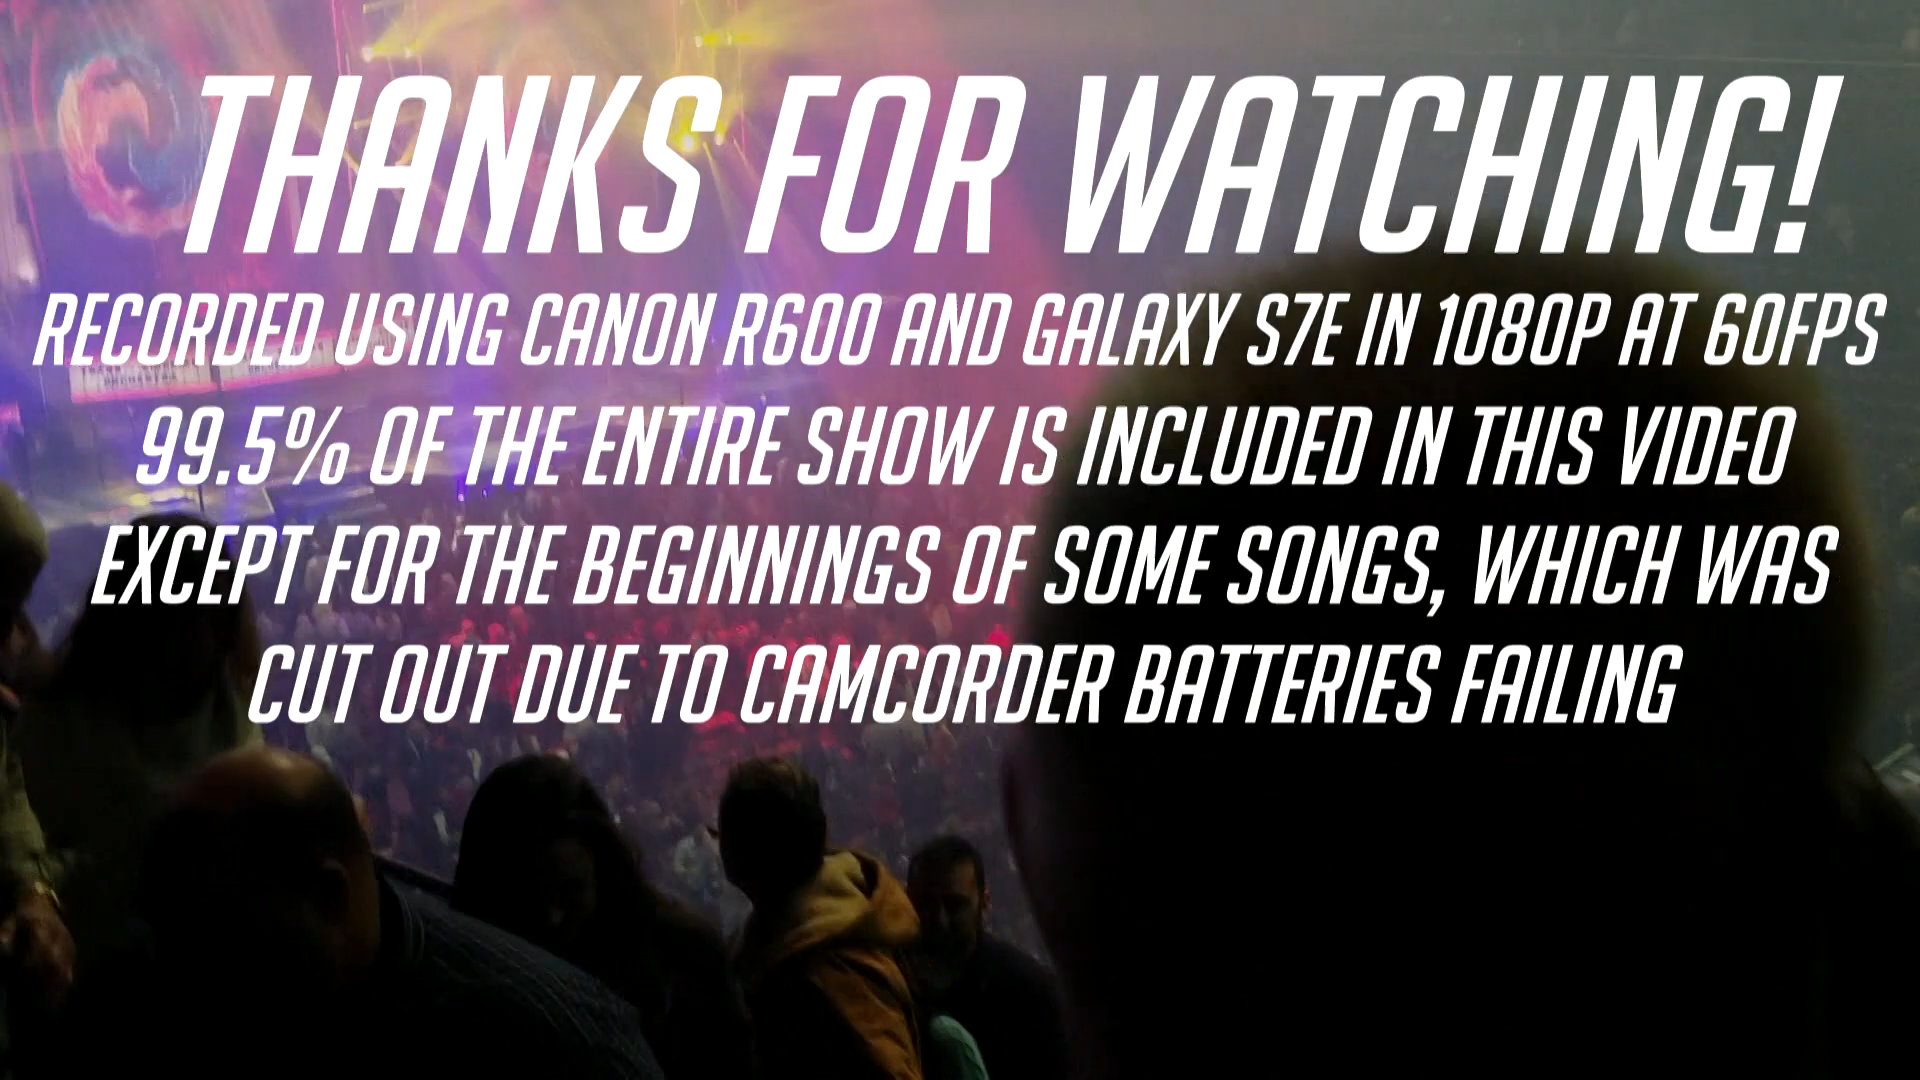 THANKS FOR WATCHING!
RECORDED USING CANON R600 AND GALAXY S7E IN 1080P AT 60FPS
99.5% OF THE ENTIRE SHOW IS INCLUDED IN THIS VIDEO
EXCEPT FOR THE BEGINNINGS OF SOME SONGS, WHICH WAS
CUT OUT DUE TO CAMCORDER BATTERIES FAILING